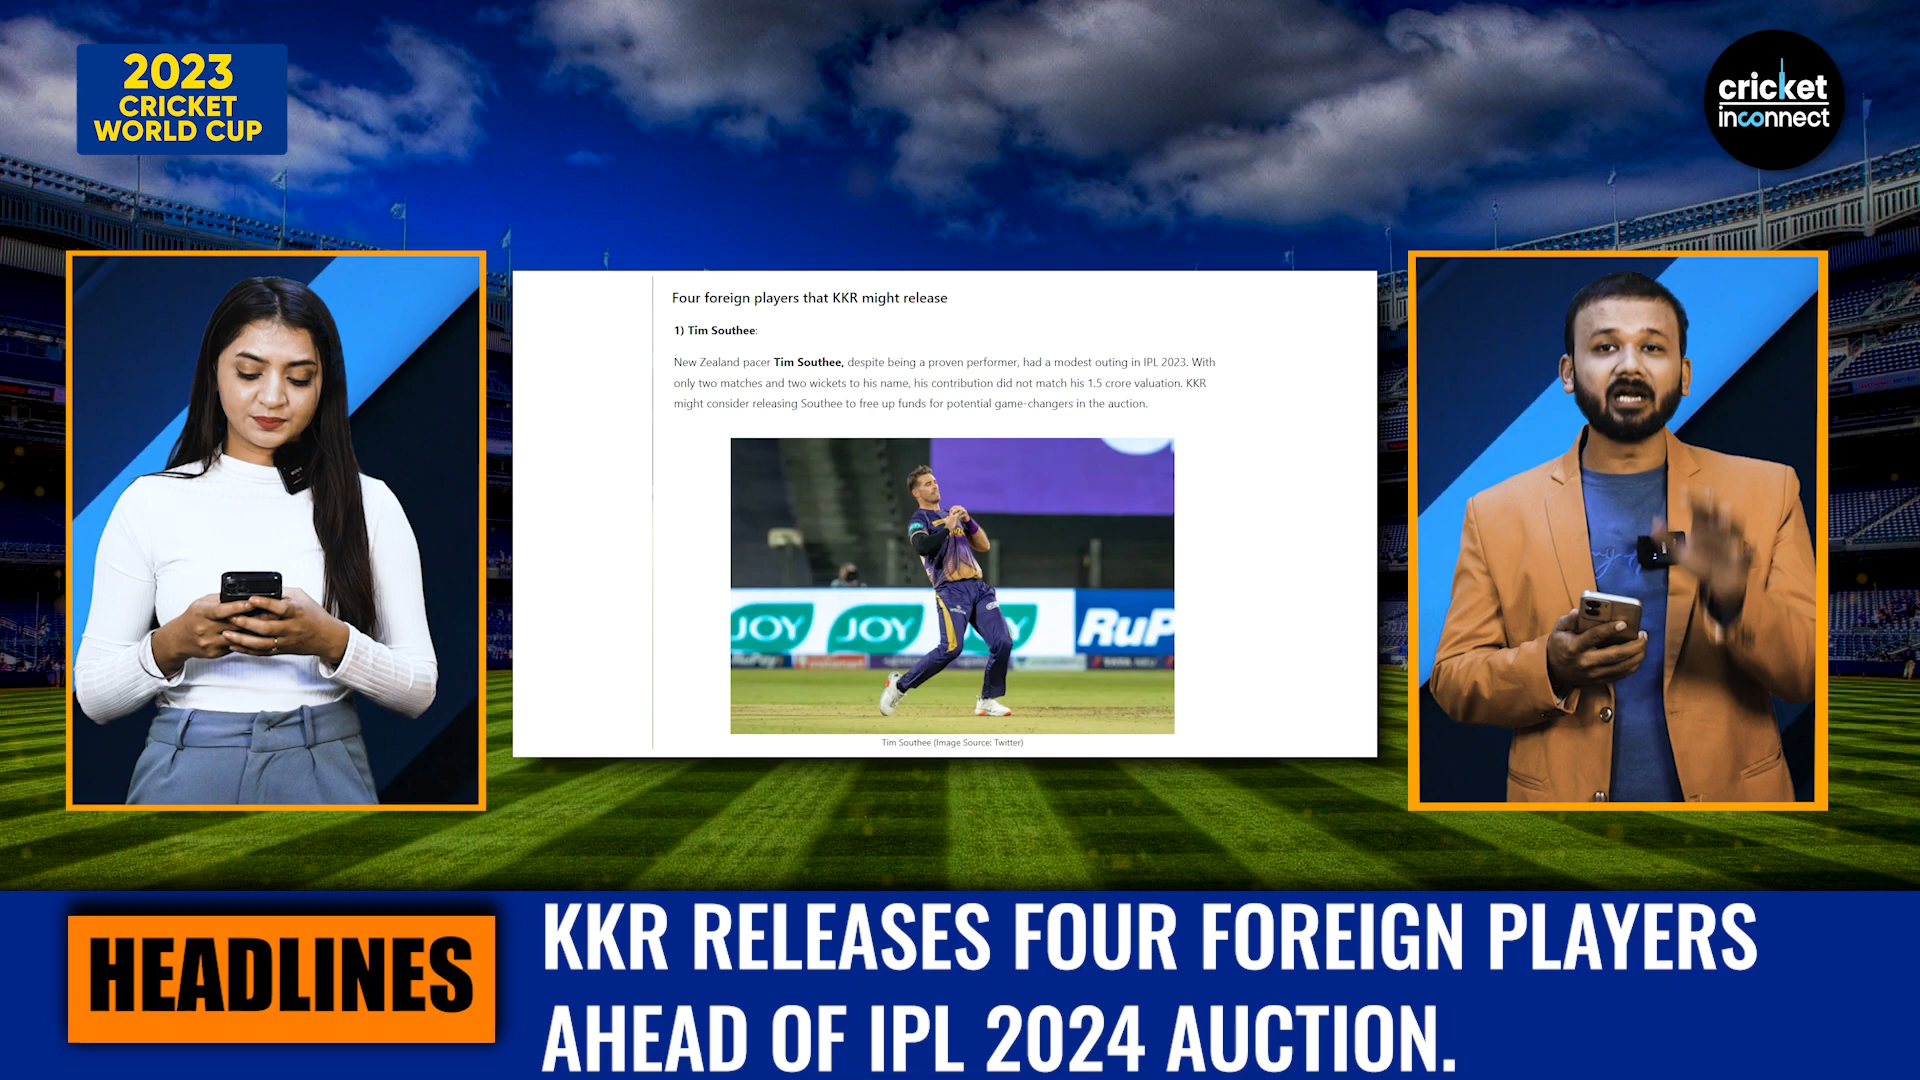 2023
CRICKET
WORLD CUP
cricket
inconnect
Four foreign players that KKR might release
1) Tim Southee:
New Zealand pacer Tim Southee, despite being a proven performer, had a modest outing in IPL 2023. With
only two matches and two wickets to his name, his contribution did not match his 1.5 crore valuation. KKR
might consider releasing Southee to free up funds for potential game-changers in the auction.
JOY JOY JOY RuP
RuPay
Tim Southee (Image Source: Twitter)
HEADLINES
KKR RELEASES FOUR FOREIGN PLAYERS
AHEAD OF IPL 2024 AUCTION.